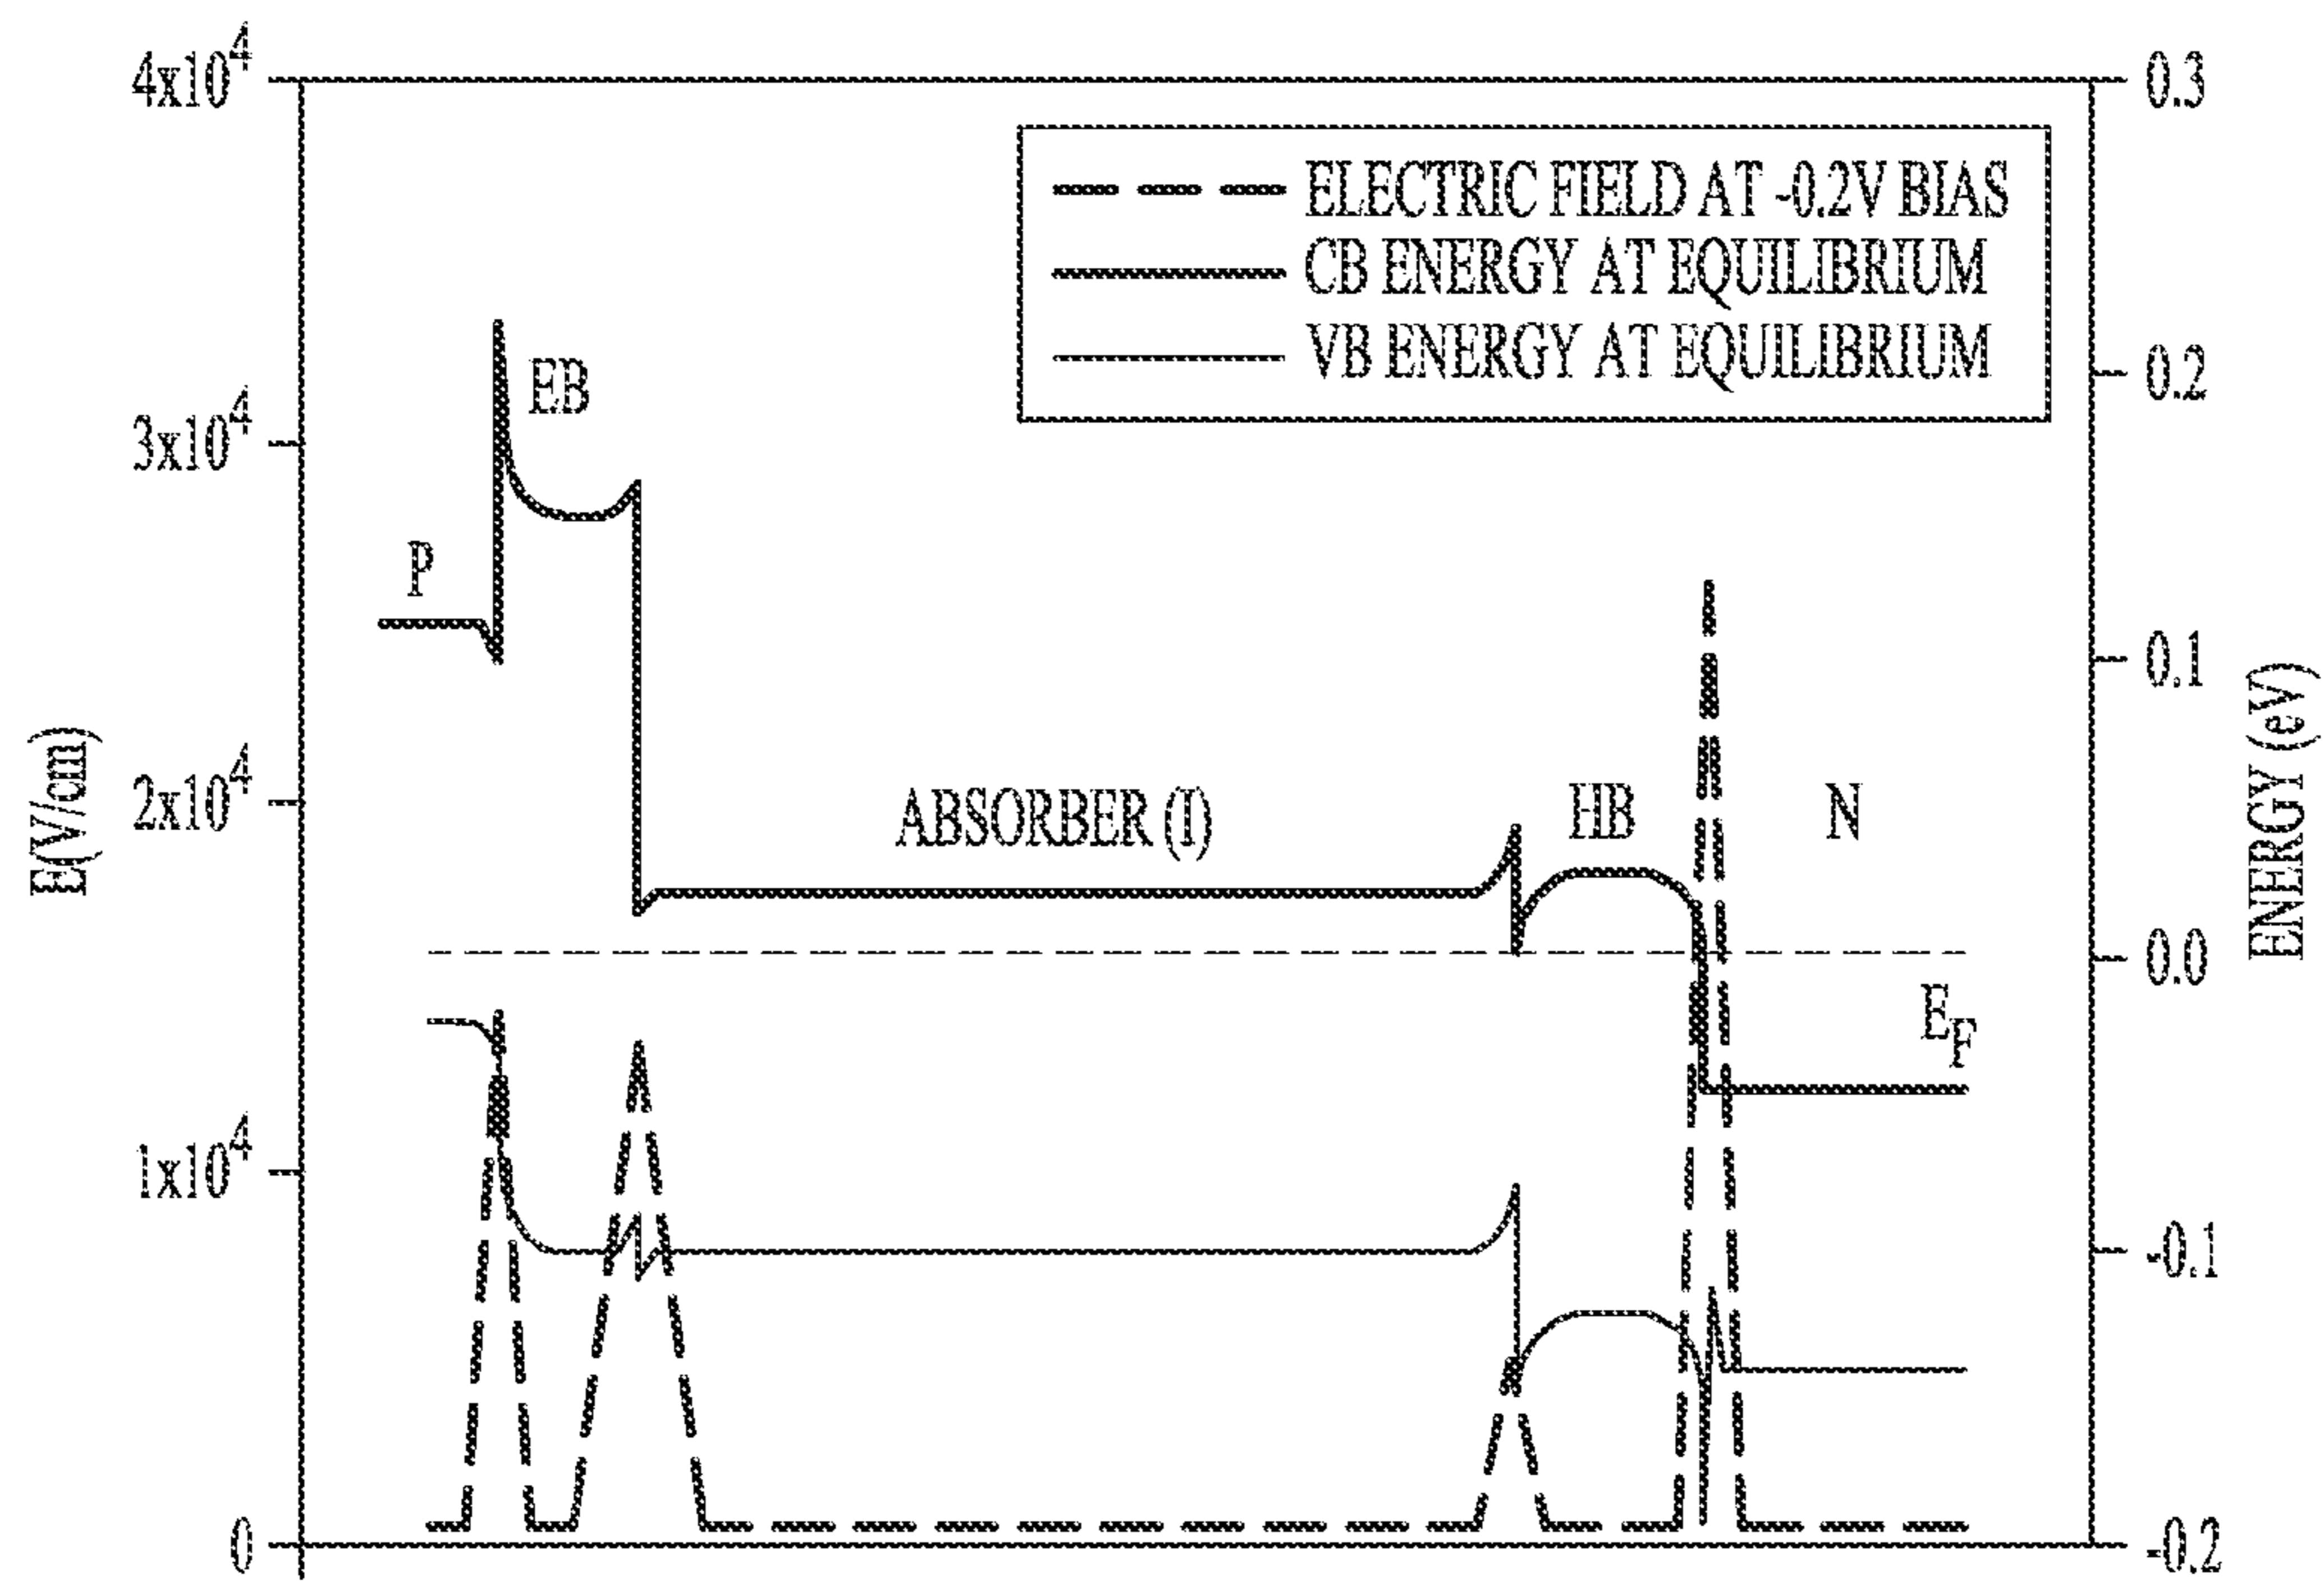 4x10^4
3x10^4
2x10^4
1x10^4
0
E(V/cm)
0.3
0.2
0.1
0.0
-0.1
-0.2
ENERGY (eV)
ELECTRIC FIELD AT -0.2V BIAS
CB ENERGY AT EQUILIBRIUM
VB ENERGY AT EQUILIBRIUM
EB
P
ABSORBER (I)
HB
N
E_F